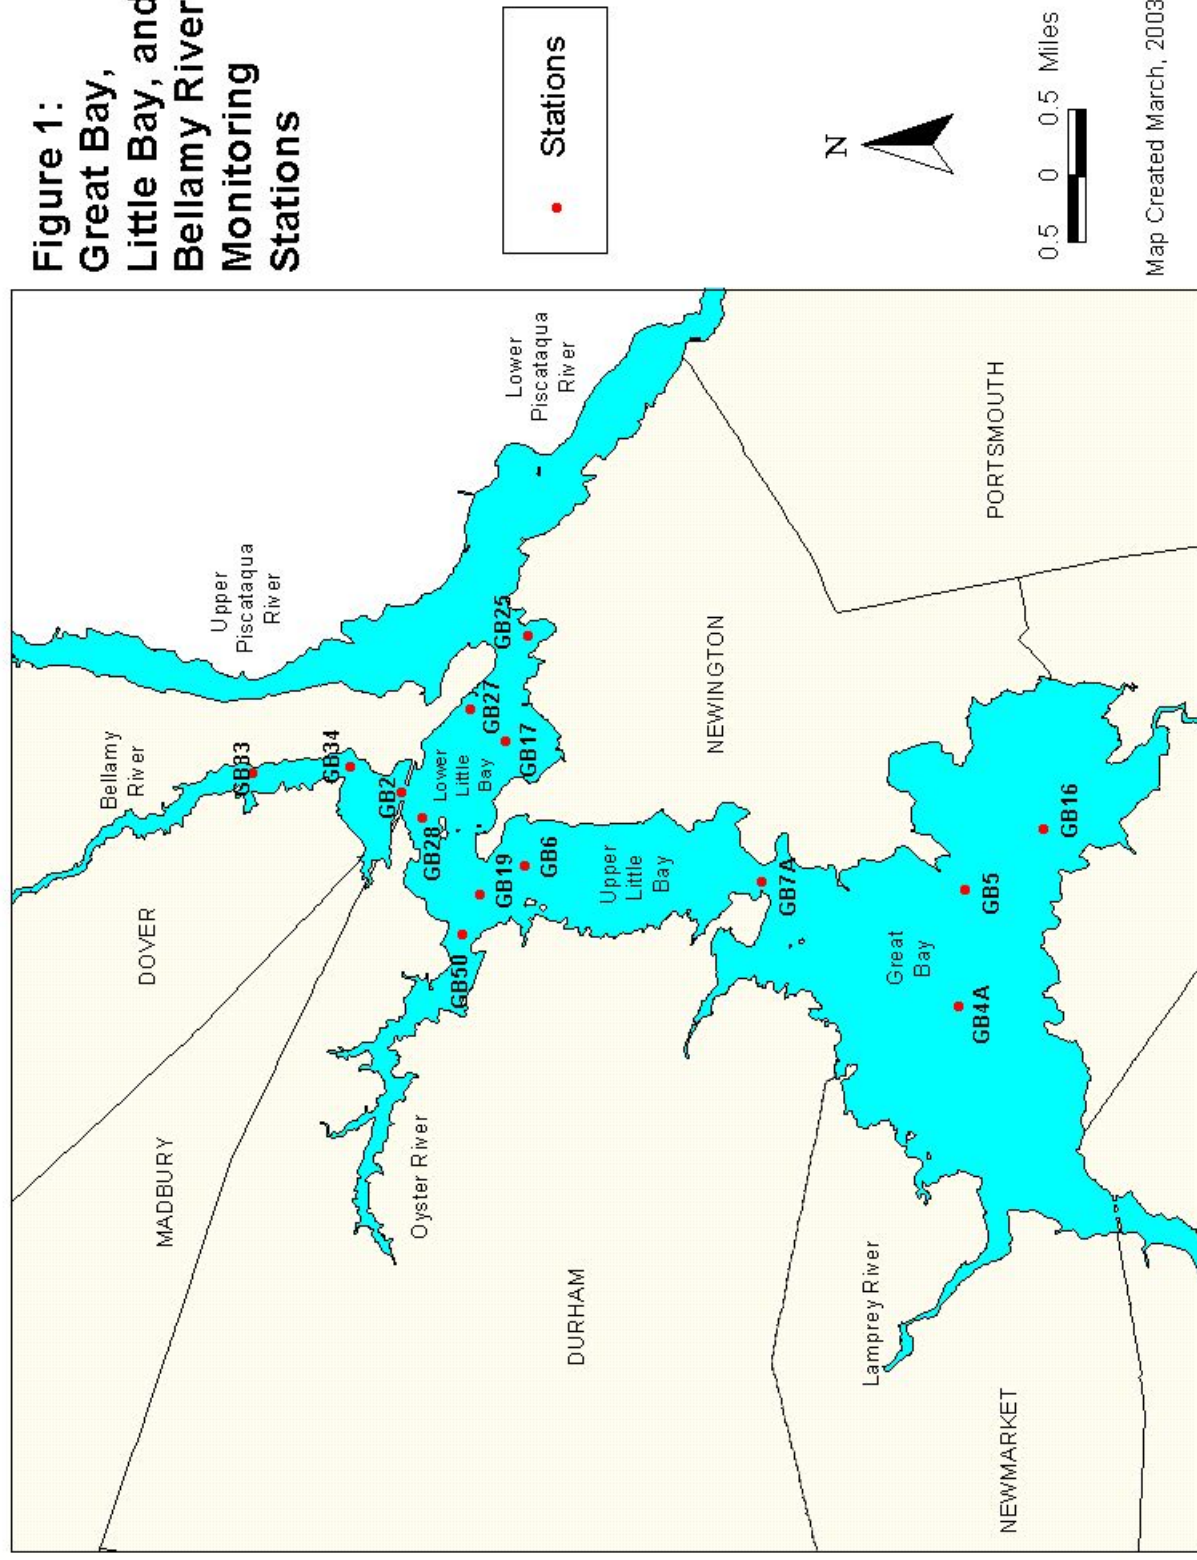 Figure 1:
Great Bay,
Little Bay, and
Bellamy River
Monitoring
Stations
Stations
N
0.5 0 0.5 Miles
Map Created March, 2003
Upper
Piscataqua
River
Lower
Piscataqua
River
Bellamy
River
GB33
GB34
GB2
GB28
Lower
Little
Bay
GB27
GB17
GB25
GB19
GB6
GB50
Upper
Little
Bay
GB7A
Great
Bay
GB5
GB16
GB4A
Oyster River
Lamprey River
DOVER
MADBURY
DURHAM
NEWMARKET
NEWINGTON
PORTSMOUTH